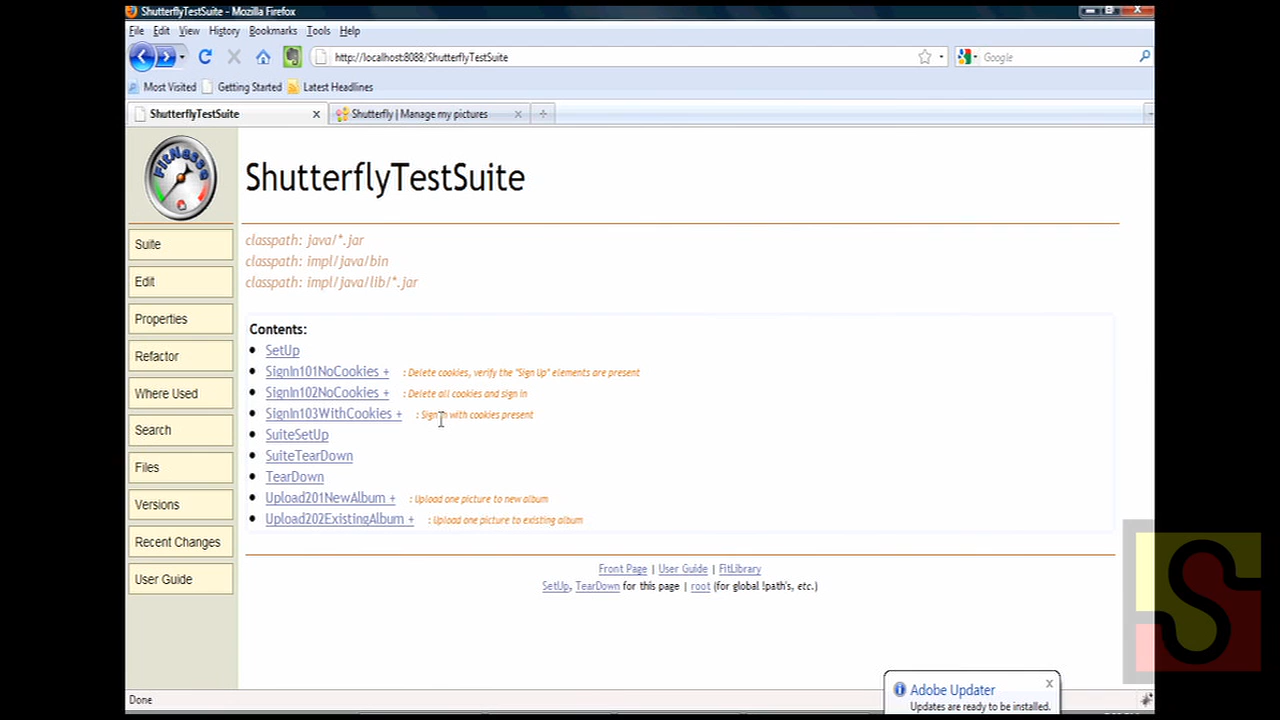 ShutterflyTestSuite - Mozilla Firefox
File Edit View History Bookmarks Tools Help
http://localhost:8088/ShutterflyTestSuite
Google
Most Visited Getting Started Latest Headlines
ShutterflyTestSuite
Shutterfly | Manage my pictures
FitNesse
ShutterflyTestSuite
Suite
Edit
Properties
Refactor
Where Used
Search
Files
Versions
Recent Changes
User Guide
classpath: java/*.jar
classpath: impl/java/bin
classpath: impl/java/lib/*.jar
Contents:
SetUp
SignIn101NoCookies + : Delete cookies, verify the "Sign Up" elements are present
SignIn102NoCookies + : Delete all cookies and sign in
SignIn103WithCookies + : Sign in with cookies present
SuiteSetUp
SuiteTearDown
TearDown
Upload201NewAlbum + : Upload one picture to new album
Upload202ExistingAlbum + : Upload one picture to existing album
Front Page | User Guide | FitLibrary
SetUp, TearDown for this page | root (for global !path's, etc.)
Adobe Updater
Updates are ready to be installed.
Done
S